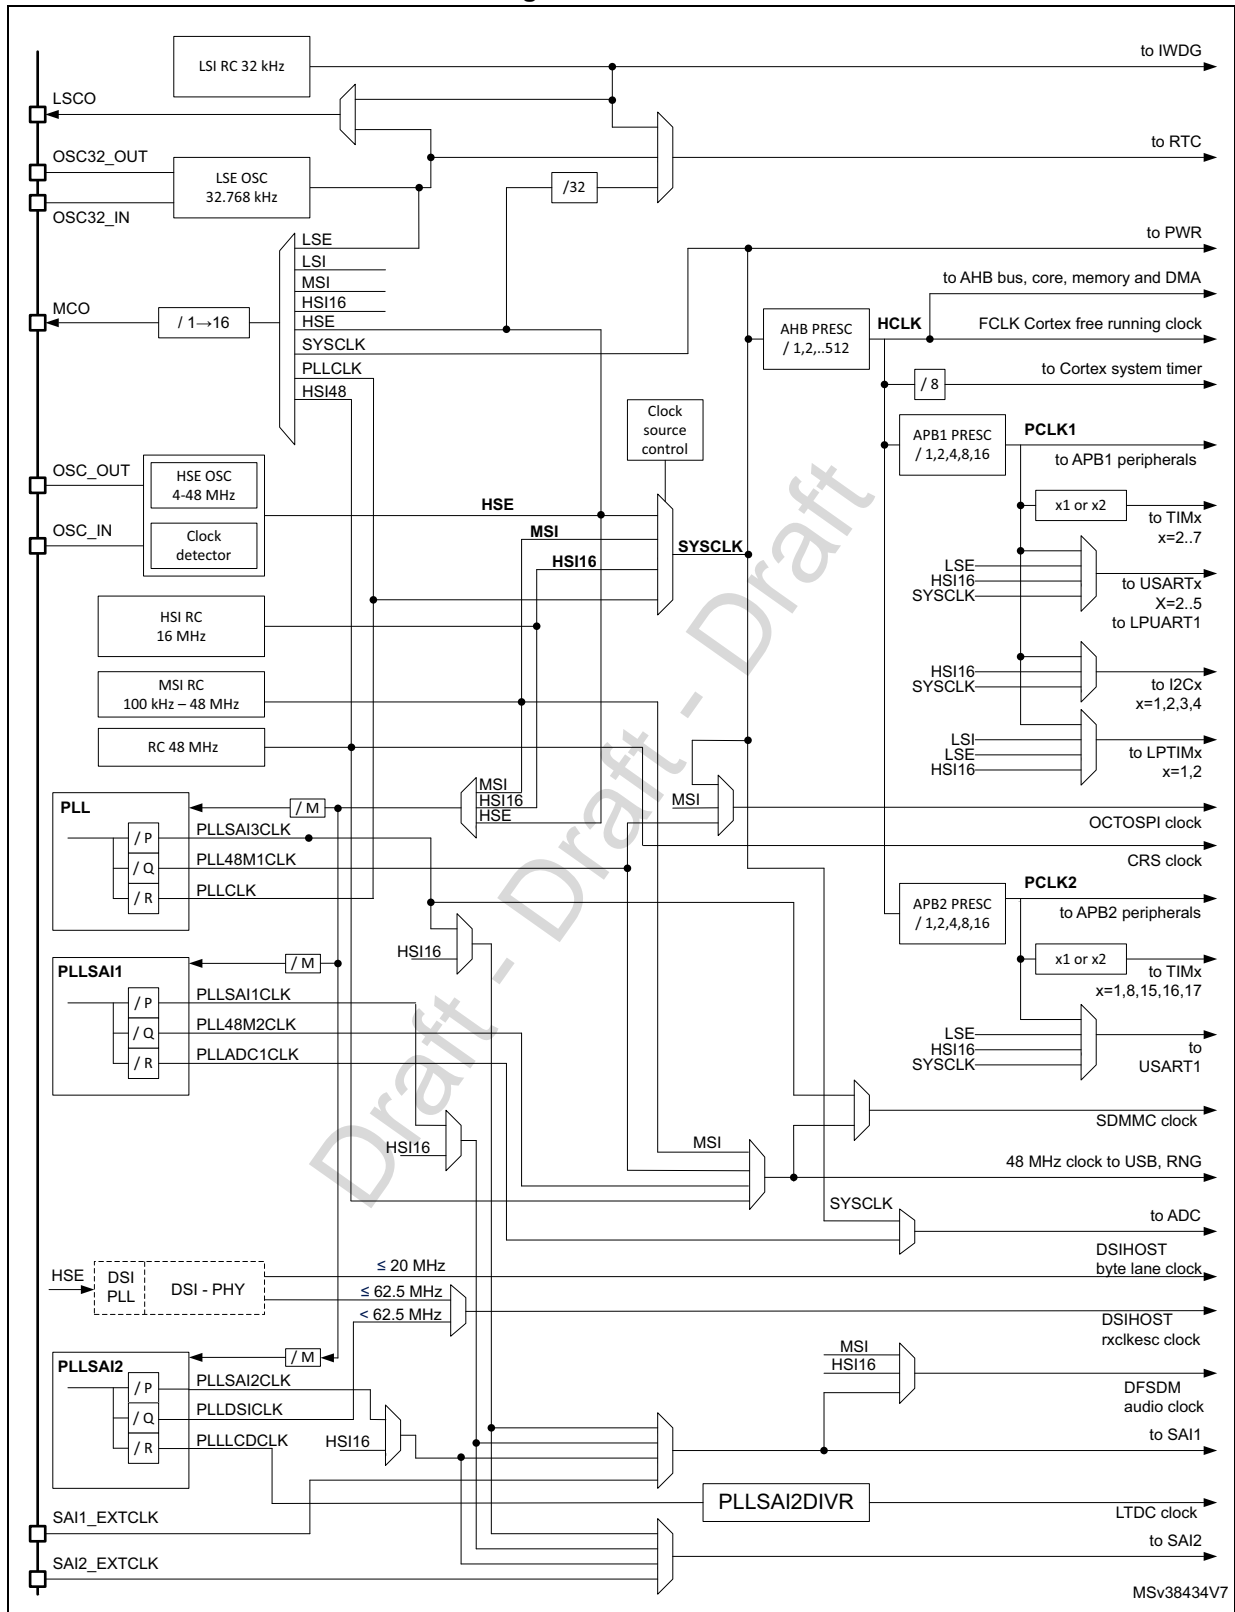 to IWDG
LSI RC 32 kHz
LSCO
to RTC
OSC32_OUT
LSE OSC
32.768 kHz
/32
OSC32_IN
to PWR
LSE
LSI
MSI
HSI16
HSE
SYSCLK
PLLCLK
HSI48
MCO
/ 1→16
to AHB bus, core, memory and DMA
AHB PRESC
/ 1,2,..512
HCLK
FCLK Cortex free running clock
to Cortex system timer
/ 8
Clock
source
control
APB1 PRESC
/ 1,2,4,8,16
PCLK1
to APB1 peripherals
OSC_OUT
HSE OSC
4-48 MHz
OSC_IN
Clock
detector
HSE
MSI
HSI16
SYSCLK
x1 or x2
to TIMx
x=2..7
LSE
HSI16
SYSCLK
to USARTx
X=2..5
to LPUART1
HSI RC
16 MHz
MSI RC
100 kHz – 48 MHz
RC 48 MHz
HSI16
SYSCLK
to I2Cx
x=1,2,3,4
LSI
LSE
HSI16
to LPTIMx
x=1,2
MSI
HSI16
HSE
MSI
OCTOSPI clock
CRS clock
PLL
/ M
/ P
PLLSAI3CLK
/ Q
PLL48M1CLK
/ R
PLLCLK
HSI16
APB2 PRESC
/ 1,2,4,8,16
PCLK2
to APB2 peripherals
x1 or x2
to TIMx
x=1,8,15,16,17
LSE
HSI16
SYSCLK
to
USART1
PLLSAI1
/ M
/ P
PLLSAI1CLK
/ Q
PLL48M2CLK
/ R
PLLADC1CLK
HSI16
SDMMC clock
MSI
48 MHz clock to USB, RNG
SYSCLK
to ADC
HSE
DSI
PLL
DSI - PHY
≤ 20 MHz
≤ 62.5 MHz
< 62.5 MHz
DSIHOST
byte lane clock
DSIHOST
rxclkesc clock
PLLSAI2
/ M
/ P
PLLSAI2CLK
/ Q
PLLDSICLK
/ R
PLLLCDCLK
HSI16
MSI
HSI16
DFSDM
audio clock
to SAI1
PLLSAI2DIVR
LTDC clock
SAI1_EXTCLK
to SAI2
SAI2_EXTCLK
MSv38434V7
Draft - Draft - Draft - Draft